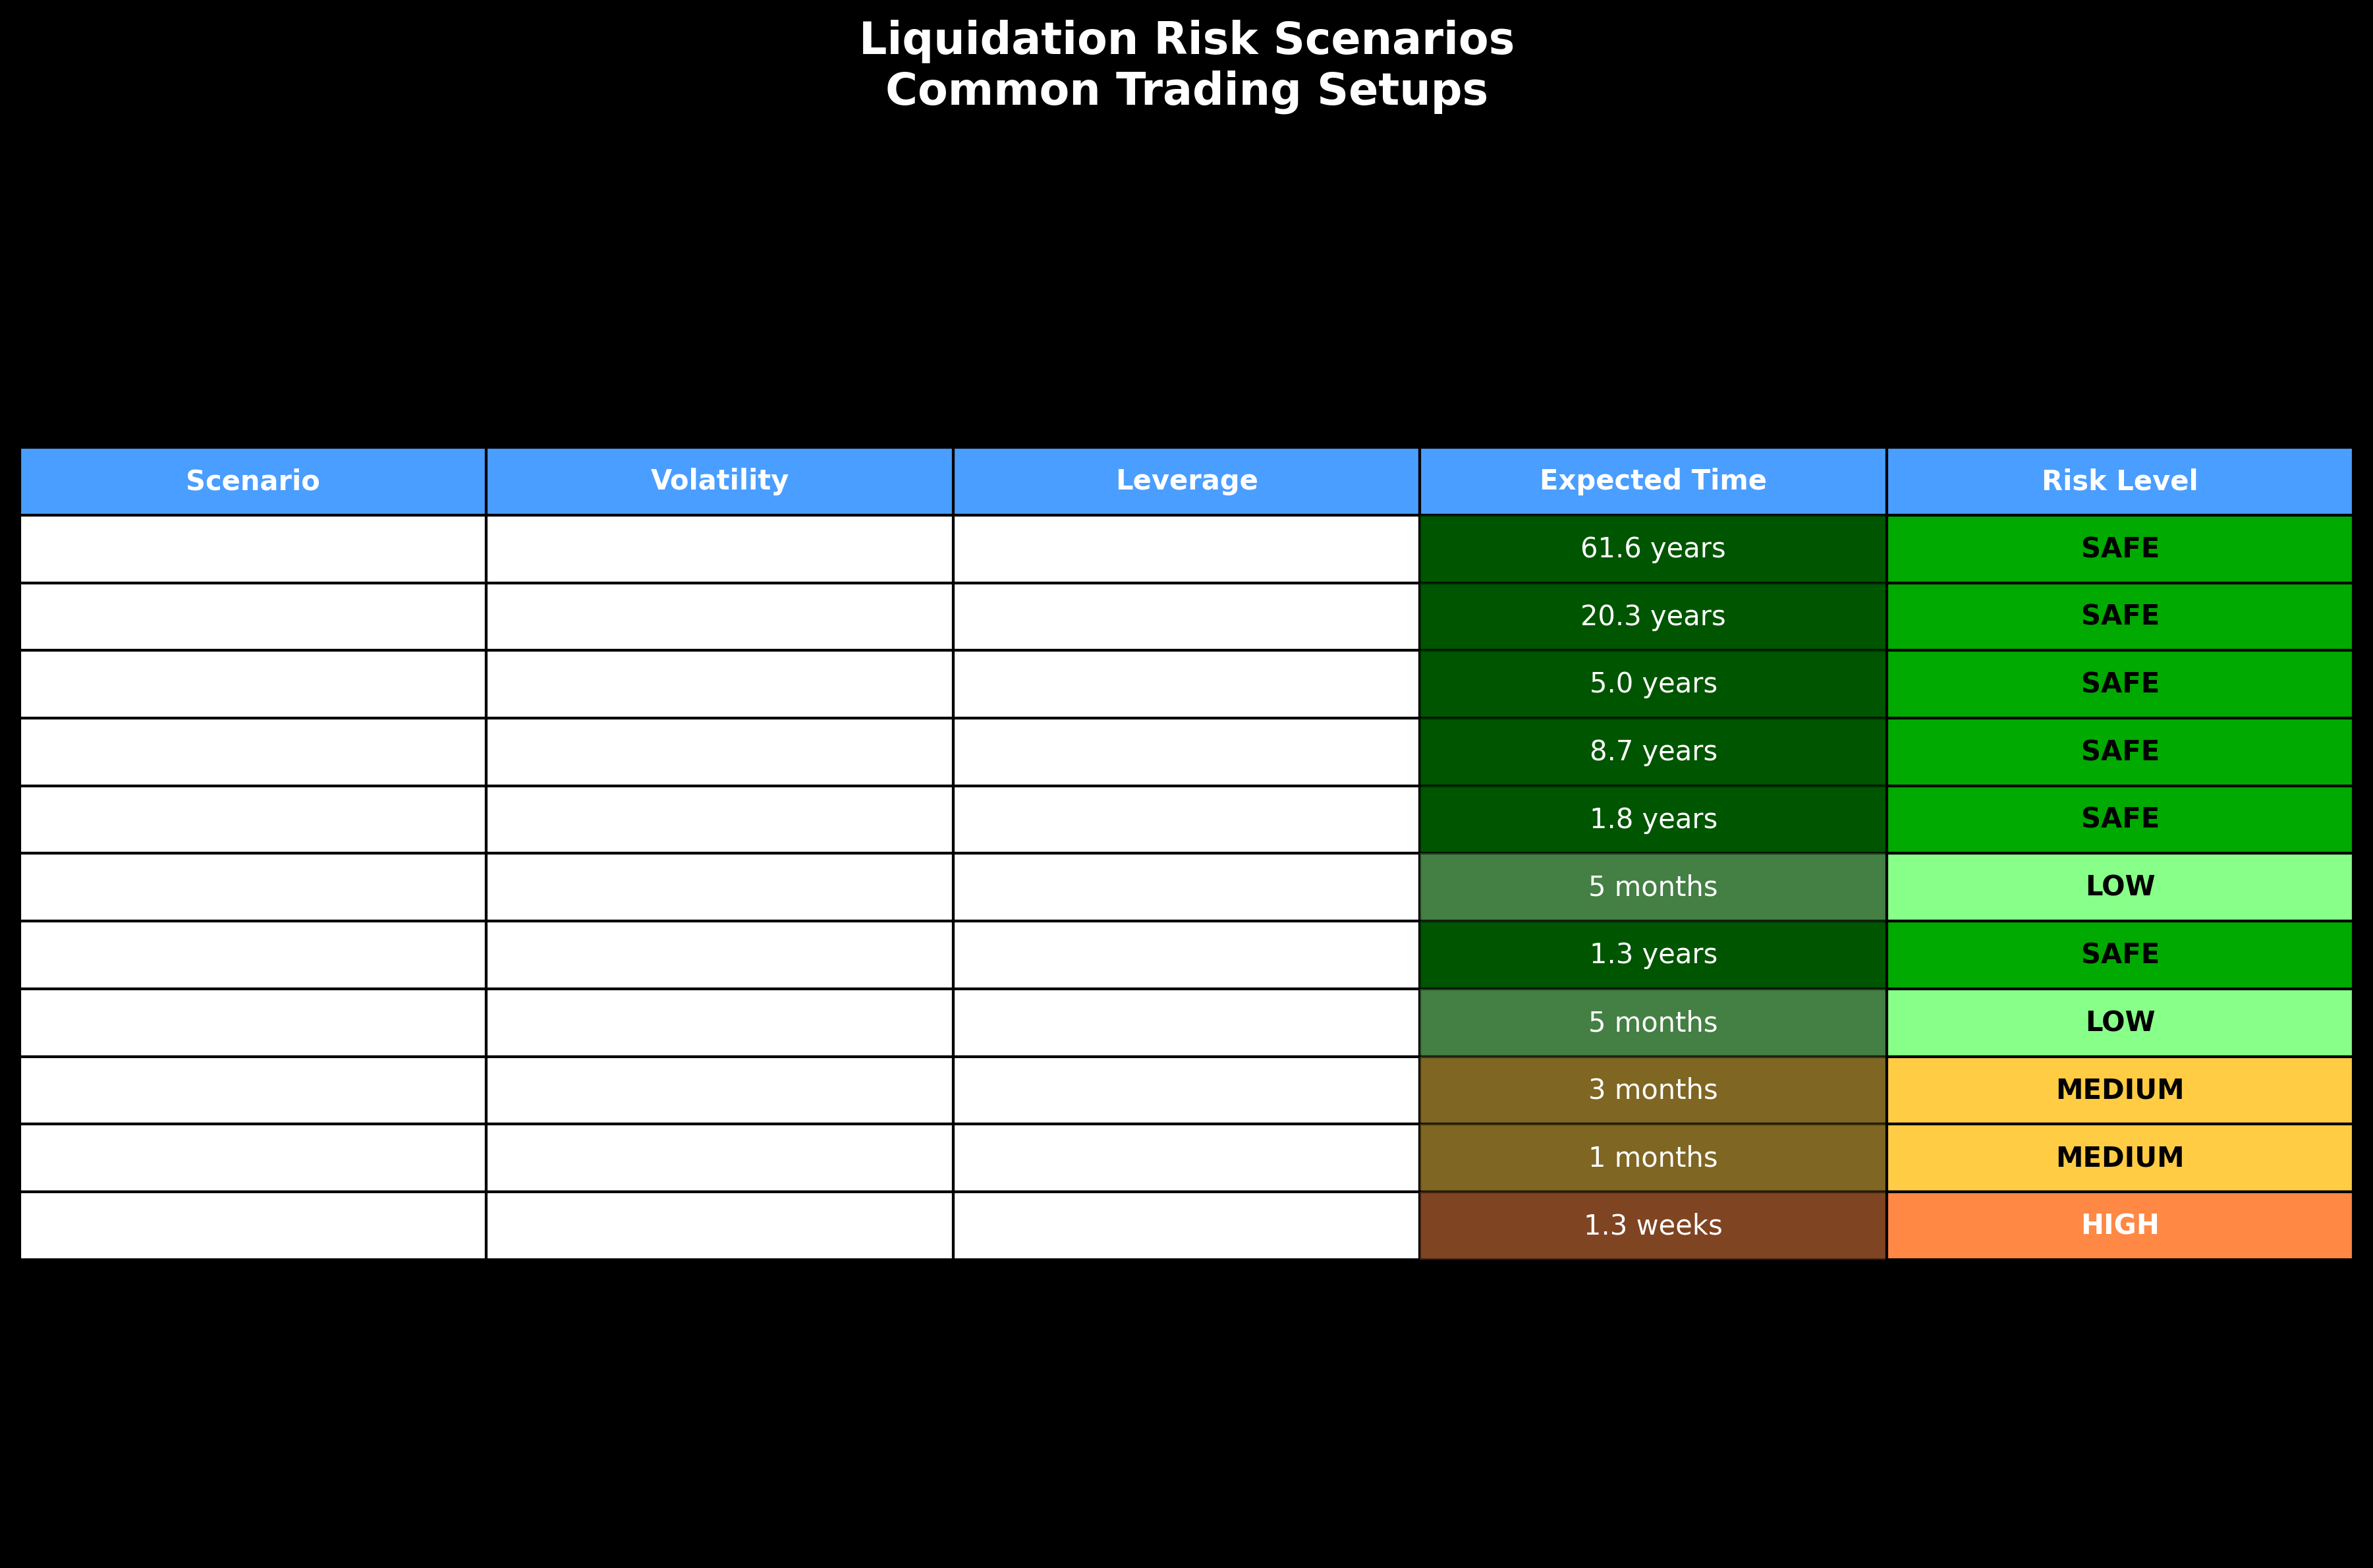 Liquidation Risk Scenarios
Common Trading Setups
Scenario Volatility Leverage Expected Time Risk Level
61.6 years SAFE
20.3 years SAFE
5.0 years SAFE
8.7 years SAFE
1.8 years SAFE
5 months LOW
1.3 years SAFE
5 months LOW
3 months MEDIUM
1 months MEDIUM
1.3 weeks HIGH